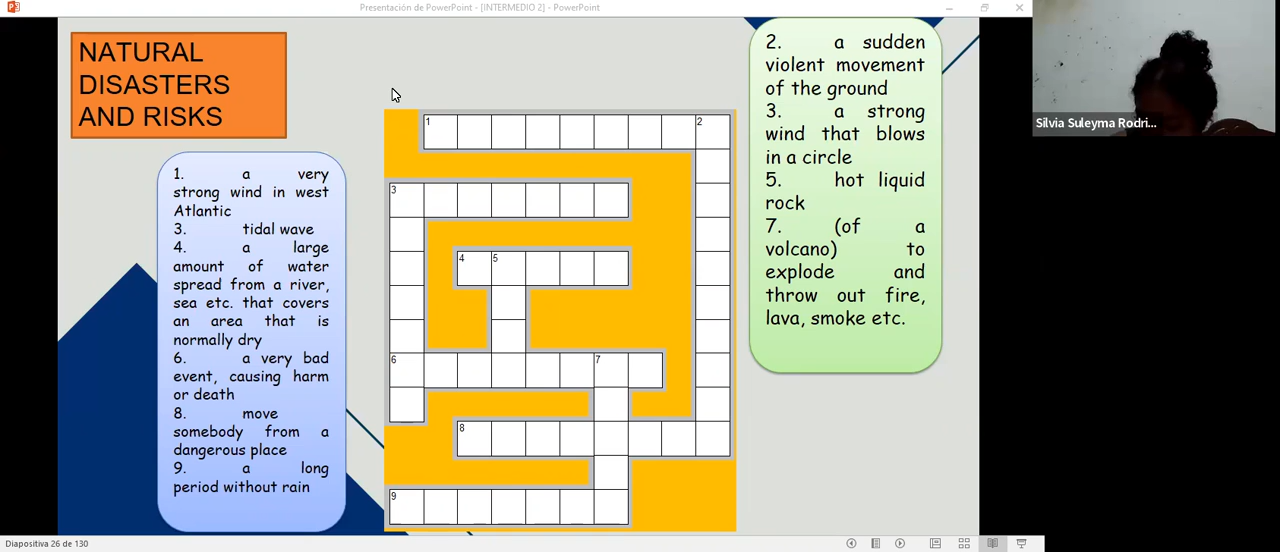 Presentación de PowerPoint - [INTERMEDIO 2] - PowerPoint
NATURAL
DISASTERS
AND RISKS
1. a very
strong wind in west
Atlantic
3. tidal wave
4. a large
amount of water
spread from a river,
sea etc. that covers
an area that is
normally dry
6. a very bad
event, causing harm
or death
8. move
somebody from a
dangerous place
9. a long
period without rain
1
2
3
4
5
6
7
8
9
2. a sudden
violent movement
of the ground
3. a strong
wind that blows
in a circle
5. hot liquid
rock
7. (of a
volcano) to
explode and
throw out fire,
lava, smoke etc.
Silvia Suleyma Rodri...
Diapositiva 26 de 130